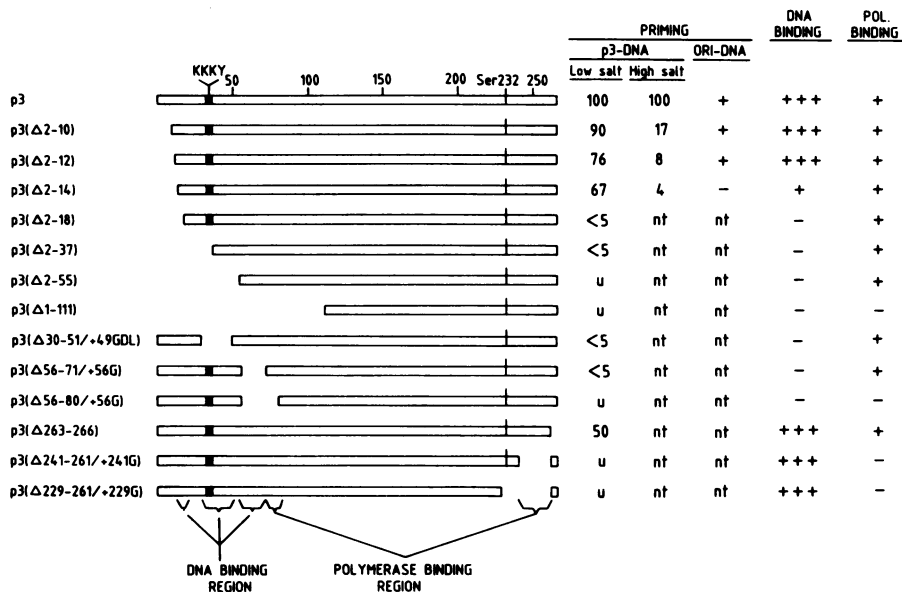 PRIMING DNA BINDING POL. BINDING
p3-DNA ORI-DNA
Low salt High salt
KKKY 50 100 150 200 Ser232 250
p3 100 100 + +++ +
p3(Δ2-10) 90 17 + +++ +
p3(Δ2-12) 76 8 + +++ +
p3(Δ2-14) 67 4 − + +
p3(Δ2-18) <5 nt nt − +
p3(Δ2-37) <5 nt nt − +
p3(Δ2-55) u nt nt − +
p3(Δ1-111) u nt nt − −
p3(Δ30-51/+49GDL) <5 nt nt − +
p3(Δ56-71/+56G) <5 nt nt − +
p3(Δ56-80/+56G) u nt nt − −
p3(Δ263-266) 50 nt nt +++ +
p3(Δ241-261/+241G) u nt nt +++ −
p3(Δ229-261/+229G) u nt nt +++ −
DNA BINDING REGION
POLYMERASE BINDING REGION